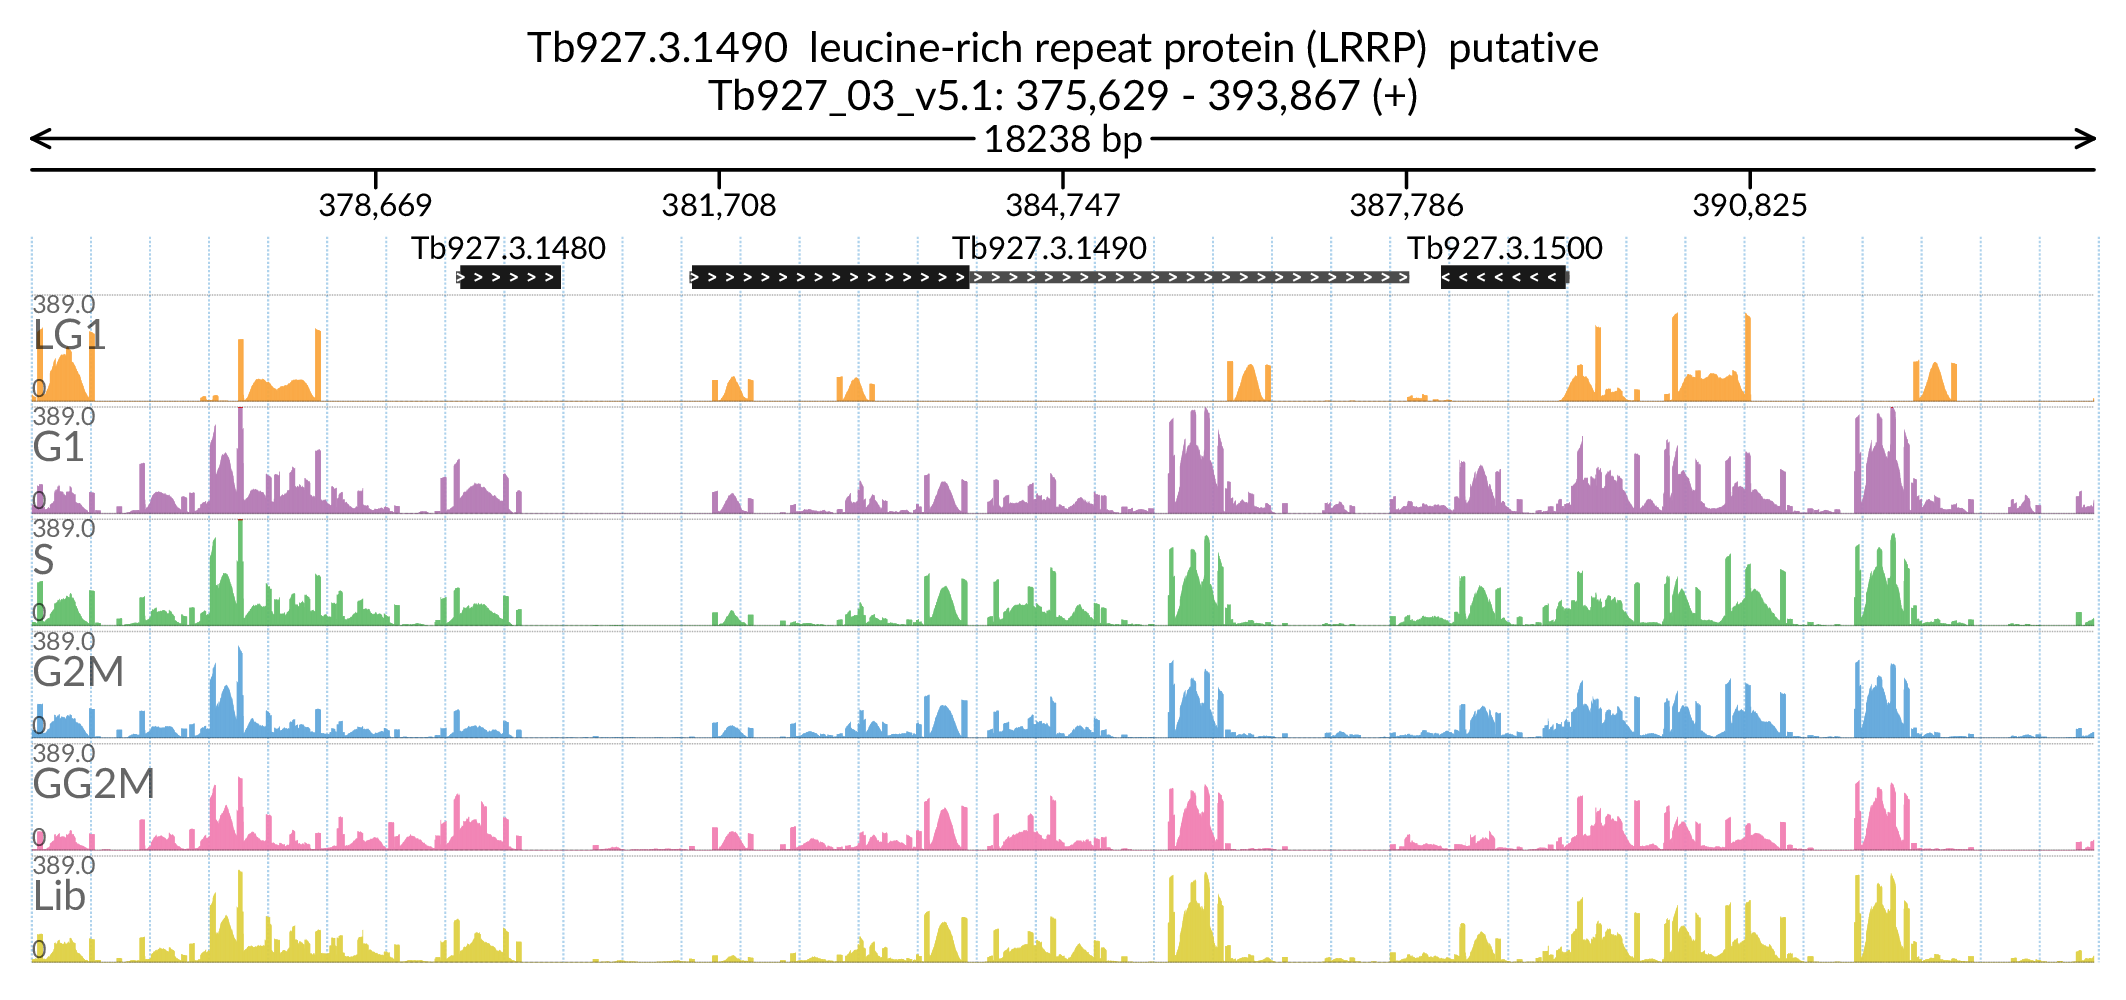 Tb927.3.1490 leucine-rich repeat protein (LRRP) putative
Tb927_03_v5.1: 375,629 - 393,867 (+)
18238 bp
378,669 381,708 384,747 387,786 390,825
Tb927.3.1480 Tb927.3.1490 Tb927.3.1500
389.0
LG1
0
389.0
G1
0
389.0
S
0
389.0
G2M
0
389.0
GG2M
0
389.0
Lib
0